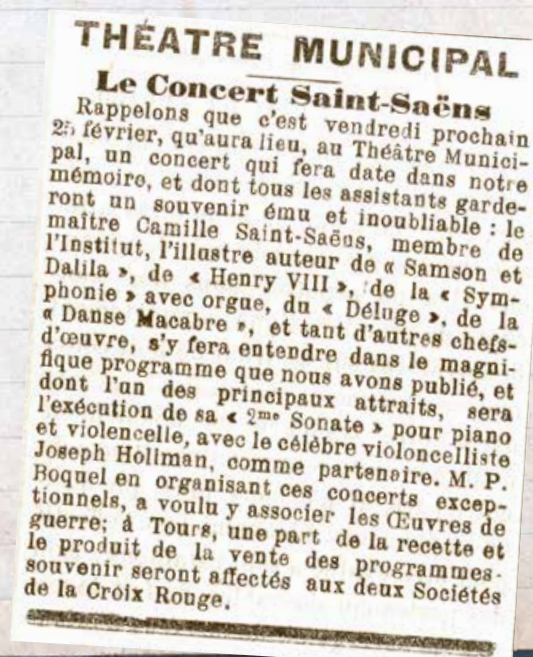 THÉATRE MUNICIPAL
Le Concert Saint-Saëns
Rappelons que c'est vendredi prochain
25 février, qu'aura lieu, au Théâtre Munici-
pal, un concert qui fera date dans notre
mémoire, et dont tous les assistants garde-
ront un souvenir ému et inoubliable : le
maître Camille Saint-Saëns, membre de
l'Institut, l'illustre auteur de « Samson et
Dalila », de « Henry VIII », de la « Sym-
phonie » avec orgue, du « Déluge », de la
« Danse Macabre », et tant d'autres chefs-
d'œuvre, s'y fera entendre dans le magni-
fique programme que nous avons publié, et
dont l'un des principaux attraits, sera
l'exécution de sa « 2me Sonate » pour piano
et violencelle, avec le célèbre violoncelliste
Joseph Hollman, comme partenaire. M. P.
Boquel en organisant ces concerts excep-
tionnels, a voulu y associer les Œuvres de
guerre; à Tours, une part de la recette et
le produit de la vente des programmes-
souvenir seront affectés aux deux Sociétés
de la Croix Rouge.